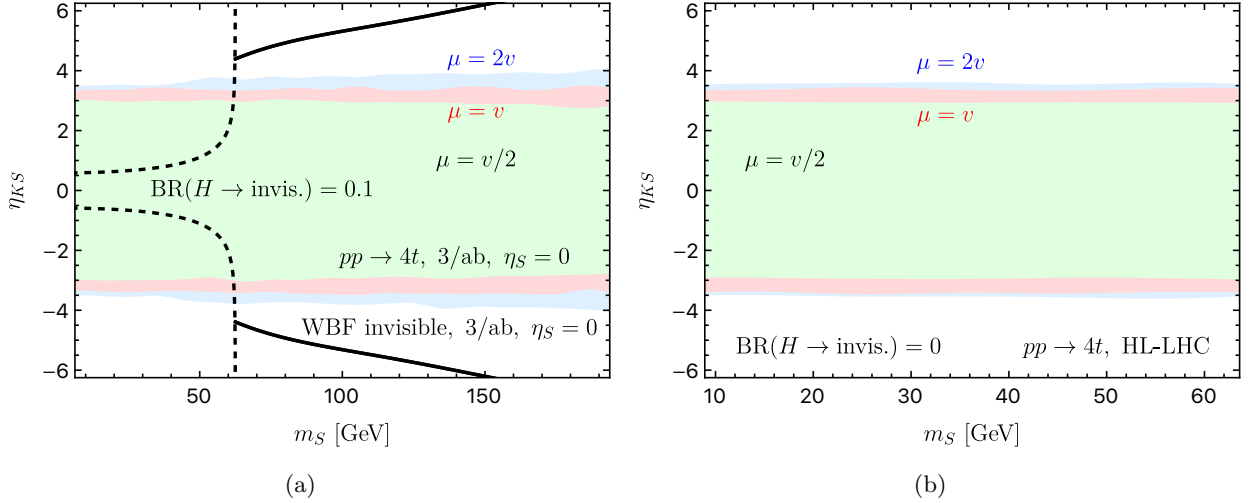 6
4
2
0
−2
−4
−6
η_KS
μ = 2v
μ = v
μ = v/2
BR(H → invis.) = 0.1
pp → 4t, 3/ab, η_S = 0
WBF invisible, 3/ab, η_S = 0
50 100 150
m_S [GeV]
(a)
6
4
2
0
−2
−4
−6
η_KS
μ = 2v
μ = v
μ = v/2
BR(H → invis.) = 0 pp → 4t, HL-LHC
10 20 30 40 50 60
m_S [GeV]
(b)